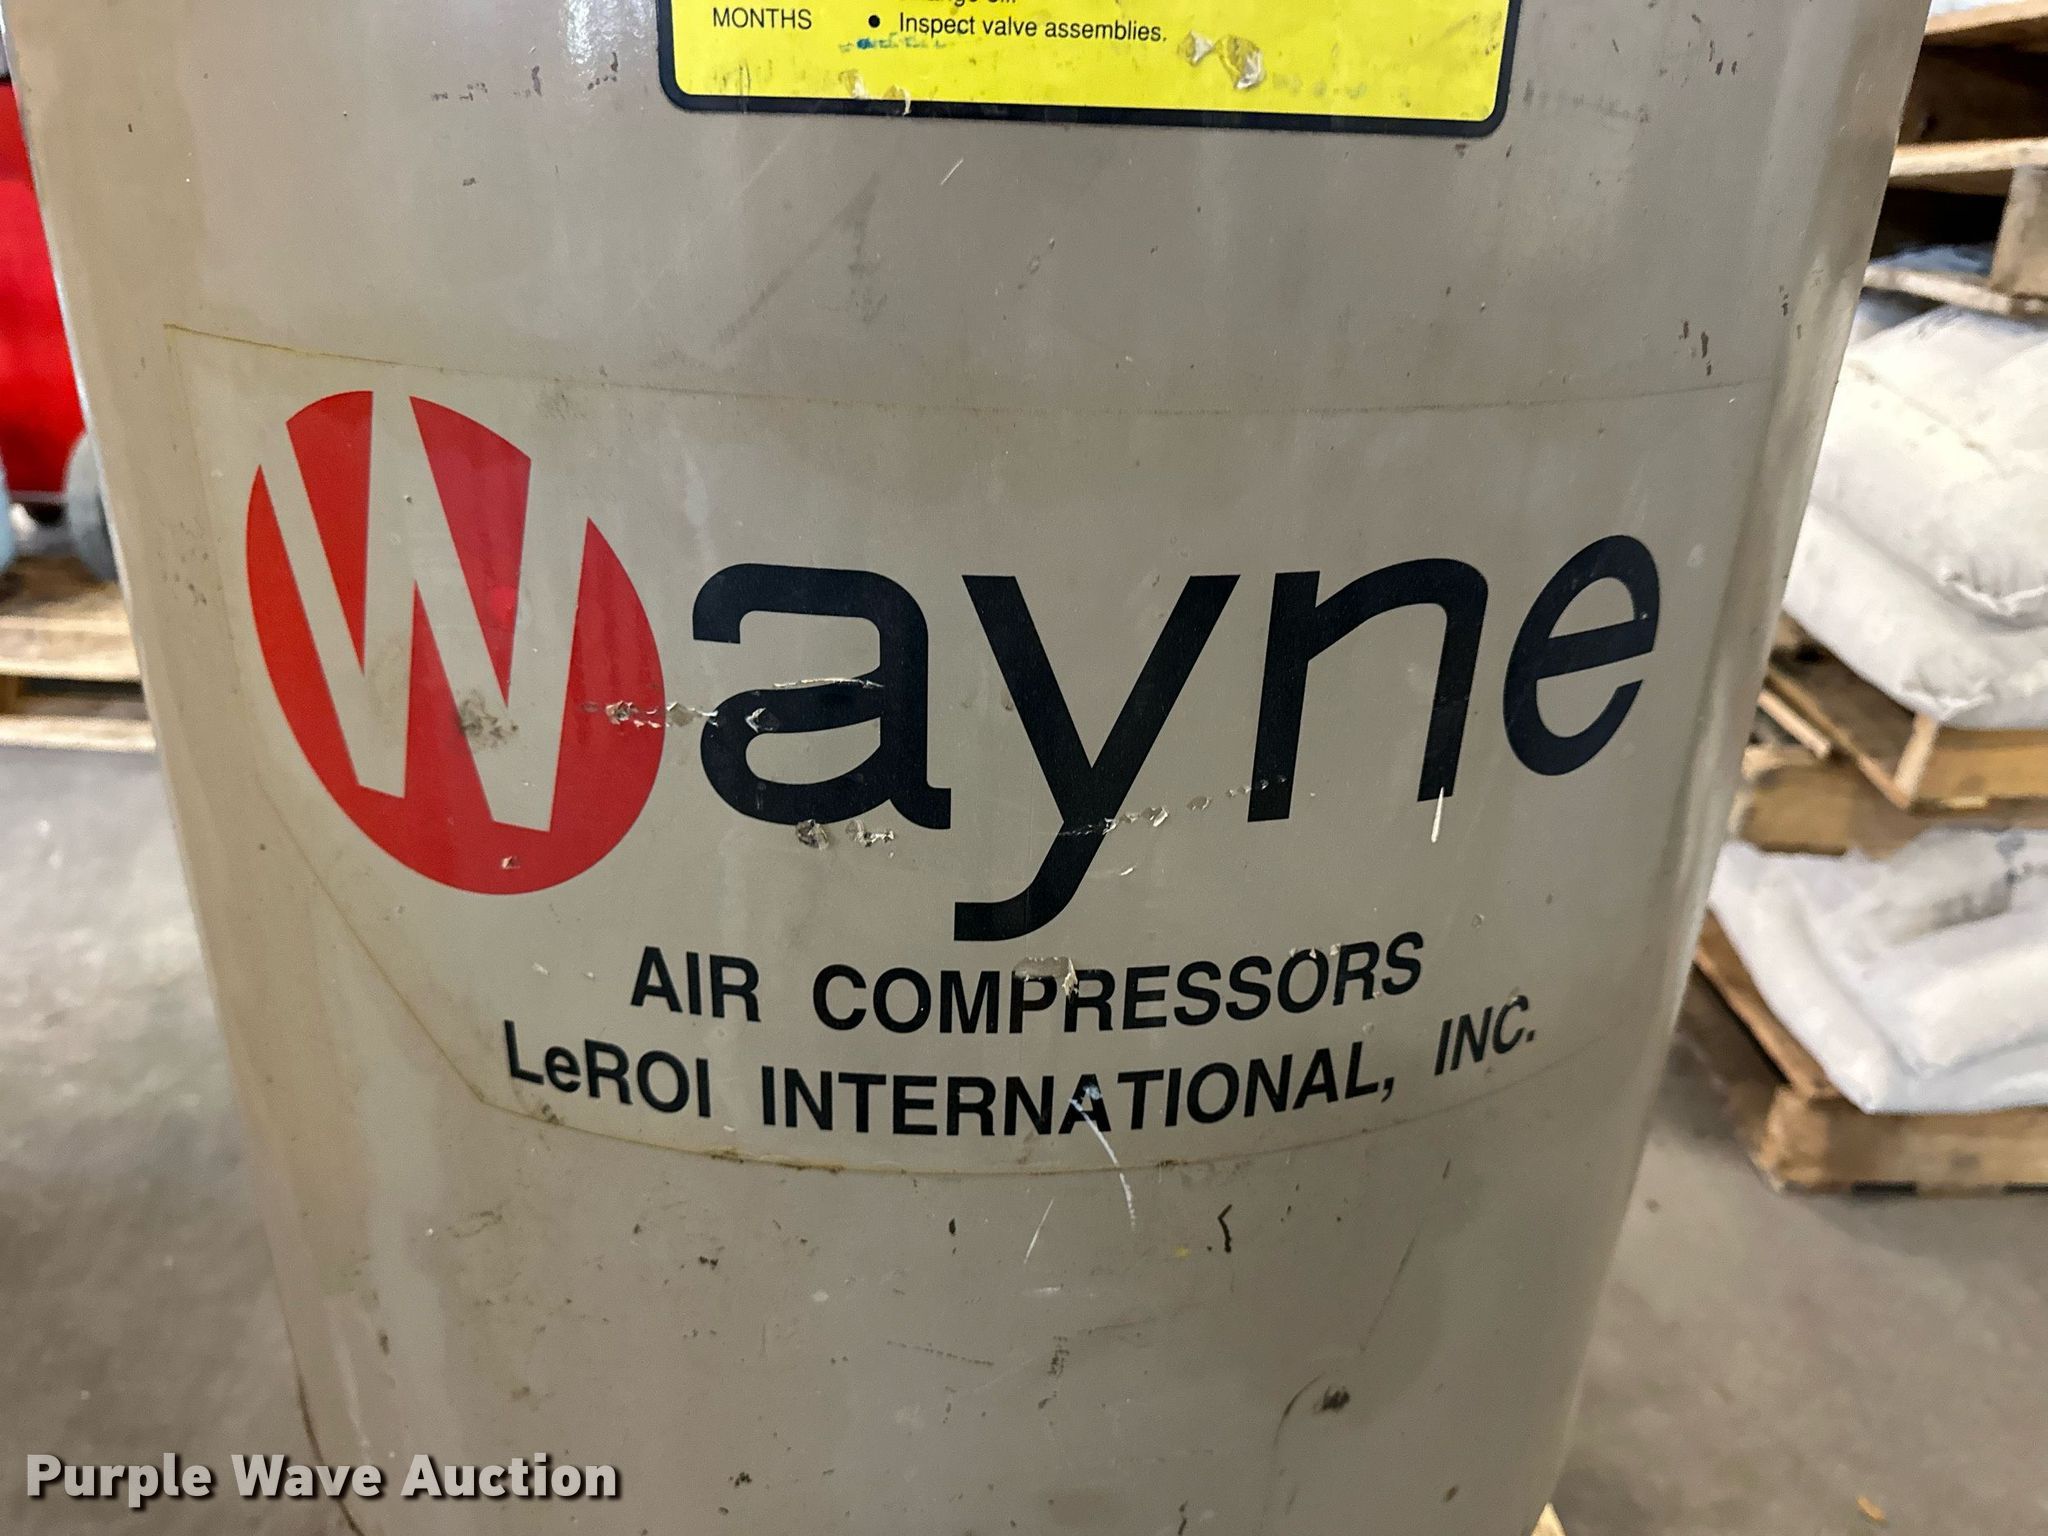 MONTHS • Inspect valve assemblies.
Wayne
AIR COMPRESSORS
LeROI INTERNATIONAL, INC.
Purple Wave Auction